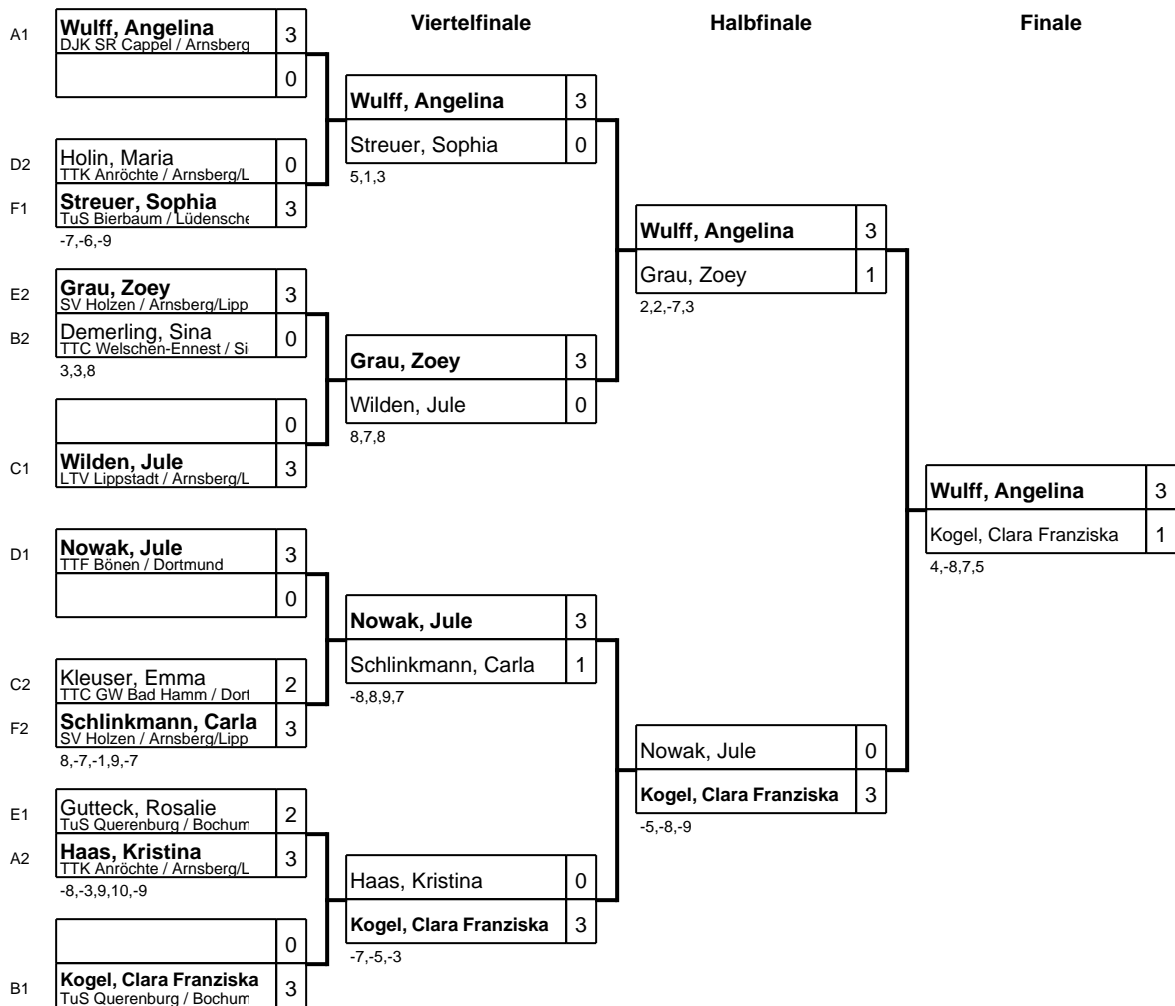 Viertelfinale
Halbfinale
Finale
A1 Wulff, Angelina 3
DJK SR Cappel / Arnsberg
0
D2 Holin, Maria 0
TTK Anröchte / Arnsberg/L
F1 Streuer, Sophia 3
TuS Bierbaum / Lüdensche
-7,-6,-9
E2 Grau, Zoey 3
SV Holzen / Arnsberg/Lipp
B2 Demerling, Sina 0
TTC Welschen-Ennest / Si
3,3,8
0
C1 Wilden, Jule 3
LTV Lippstadt / Arnsberg/L
D1 Nowak, Jule 3
TTF Bönen / Dortmund
0
C2 Kleuser, Emma 2
TTC GW Bad Hamm / Dort
F2 Schlinkmann, Carla 3
SV Holzen / Arnsberg/Lipp
8,-7,-1,9,-7
E1 Gutteck, Rosalie 2
TuS Querenburg / Bochum
A2 Haas, Kristina 3
TTK Anröchte / Arnsberg/L
-8,-3,9,10,-9
0
B1 Kogel, Clara Franziska 3
TuS Querenburg / Bochum
Wulff, Angelina 3
Streuer, Sophia 0
5,1,3
Grau, Zoey 3
Wilden, Jule 0
8,7,8
Nowak, Jule 3
Schlinkmann, Carla 1
-8,8,9,7
Haas, Kristina 0
Kogel, Clara Franziska 3
-7,-5,-3
Wulff, Angelina 3
Grau, Zoey 1
2,2,-7,3
Nowak, Jule 0
Kogel, Clara Franziska 3
-5,-8,-9
Wulff, Angelina 3
Kogel, Clara Franziska 1
4,-8,7,5